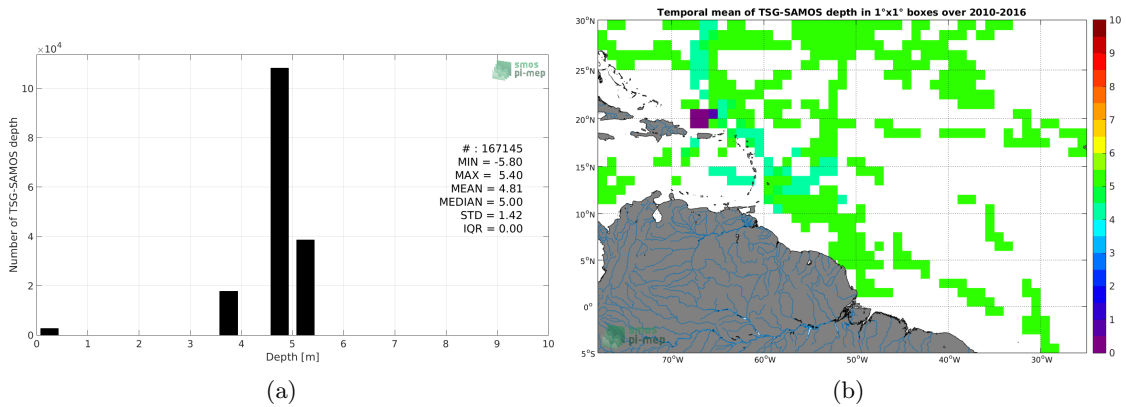 ×10⁴
10
8
6
4
2
0
Number of TSG-SAMOS depth
smos
pi-mep
# : 167145
MIN = -5.80
MAX = 5.40
MEAN = 4.81
MEDIAN = 5.00
STD = 1.42
IQR = 0.00
0 1 2 3 4 5 6 7 8 9 10
Depth [m]
(a)
Temporal mean of TSG-SAMOS depth in 1°x1° boxes over 2010-2016
30°N
25°N
20°N
15°N
10°N
5°N
0°
5°S
70°W 60°W 50°W 40°W 30°W
smos
pi-mep
10
9
8
7
6
5
4
3
2
1
0
(b)